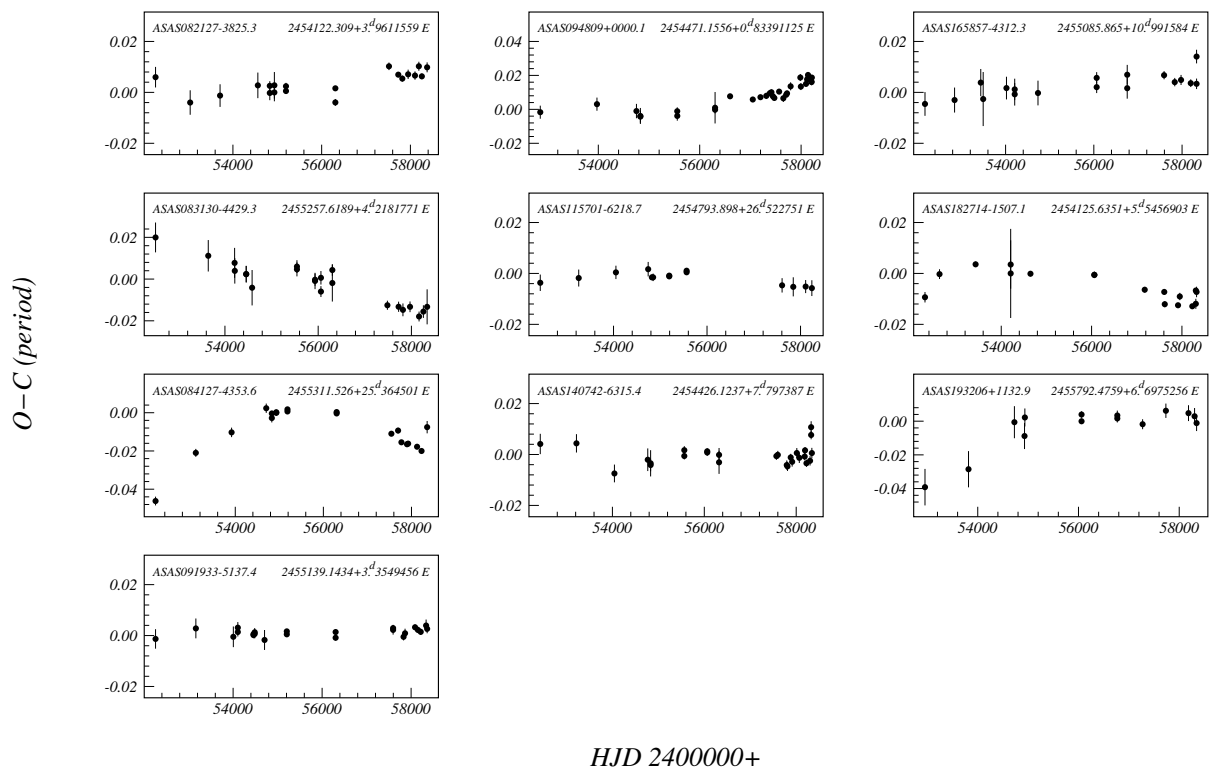 ASAS082127-3825.3 2454122.309+3.d9611559 E
0.02
0.00
-0.02
54000 56000 58000
ASAS094809+0000.1 2454471.1556+0.d83391125 E
0.04
0.02
0.00
-0.02
54000 56000 58000
ASAS165857-4312.3 2455085.865+10.d991584 E
0.02
0.00
-0.02
54000 56000 58000
ASAS083130-4429.3 2455257.6189+4.d2181771 E
0.02
0.00
-0.02
54000 56000 58000
ASAS115701-6218.7 2454793.898+26.d522751 E
0.02
0.00
-0.02
54000 56000 58000
ASAS182714-1507.1 2454125.6351+5.d5456903 E
0.02
0.00
-0.02
54000 56000 58000
O−C (period)
ASAS084127-4353.6 2455311.526+25.d364501 E
0.00
-0.02
-0.04
54000 56000 58000
ASAS140742-6315.4 2454426.1237+7.d797387 E
0.02
0.00
-0.02
54000 56000 58000
ASAS193206+1132.9 2455792.4759+6.d6975256 E
0.00
-0.02
-0.04
54000 56000 58000
ASAS091933-5137.4 2455139.1434+3.d3549456 E
0.02
0.00
-0.02
54000 56000 58000
HJD 2400000+